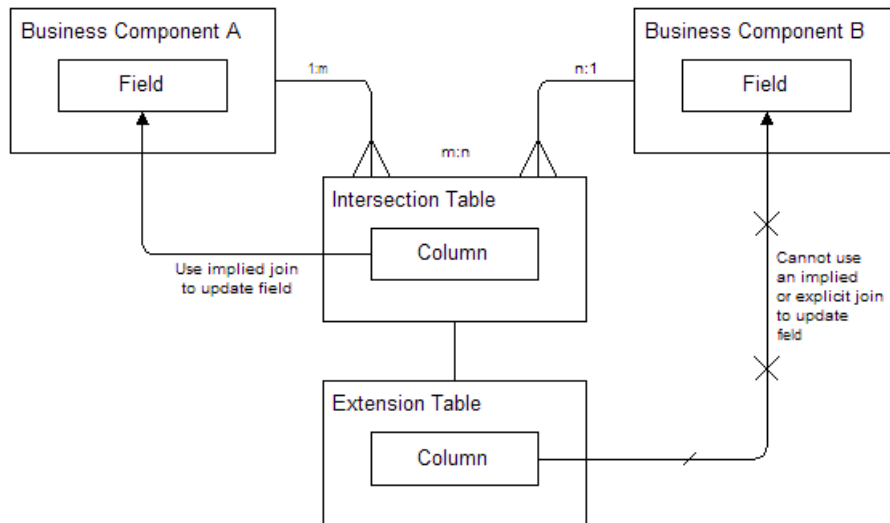 Business Component A
Field
1:m
n:1
Business Component B
Field
m:n
Intersection Table
Column
Use implied join
to update field
Cannot use
an implied
or explicit join
to update
field
Extension Table
Column